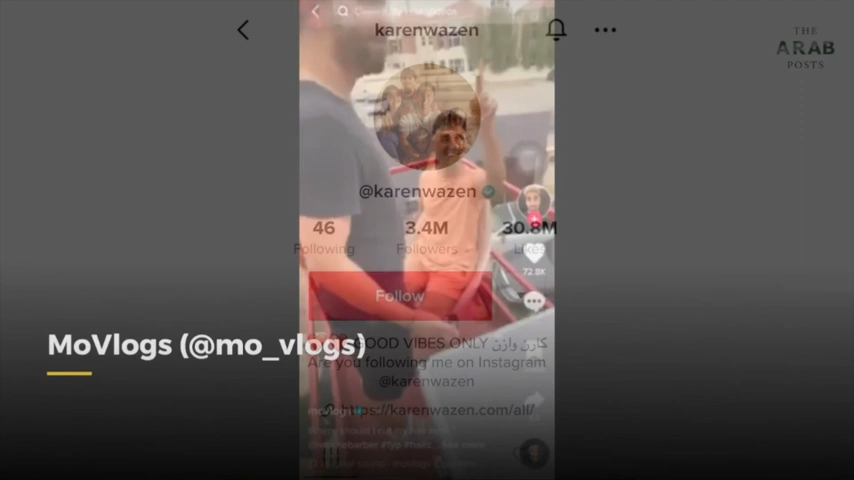 karenwazen
THE
ARAB
POSTS
@karenwazen
46
3.4M
30.8M
Following
Followers
Likes
72.8K
Follow
MoVlogs (@mo_vlogs)
GOOD VIBES ONLY كارن وازن
Are you following me on Instagram
@karenwazen
https://karenwazen.com/all/